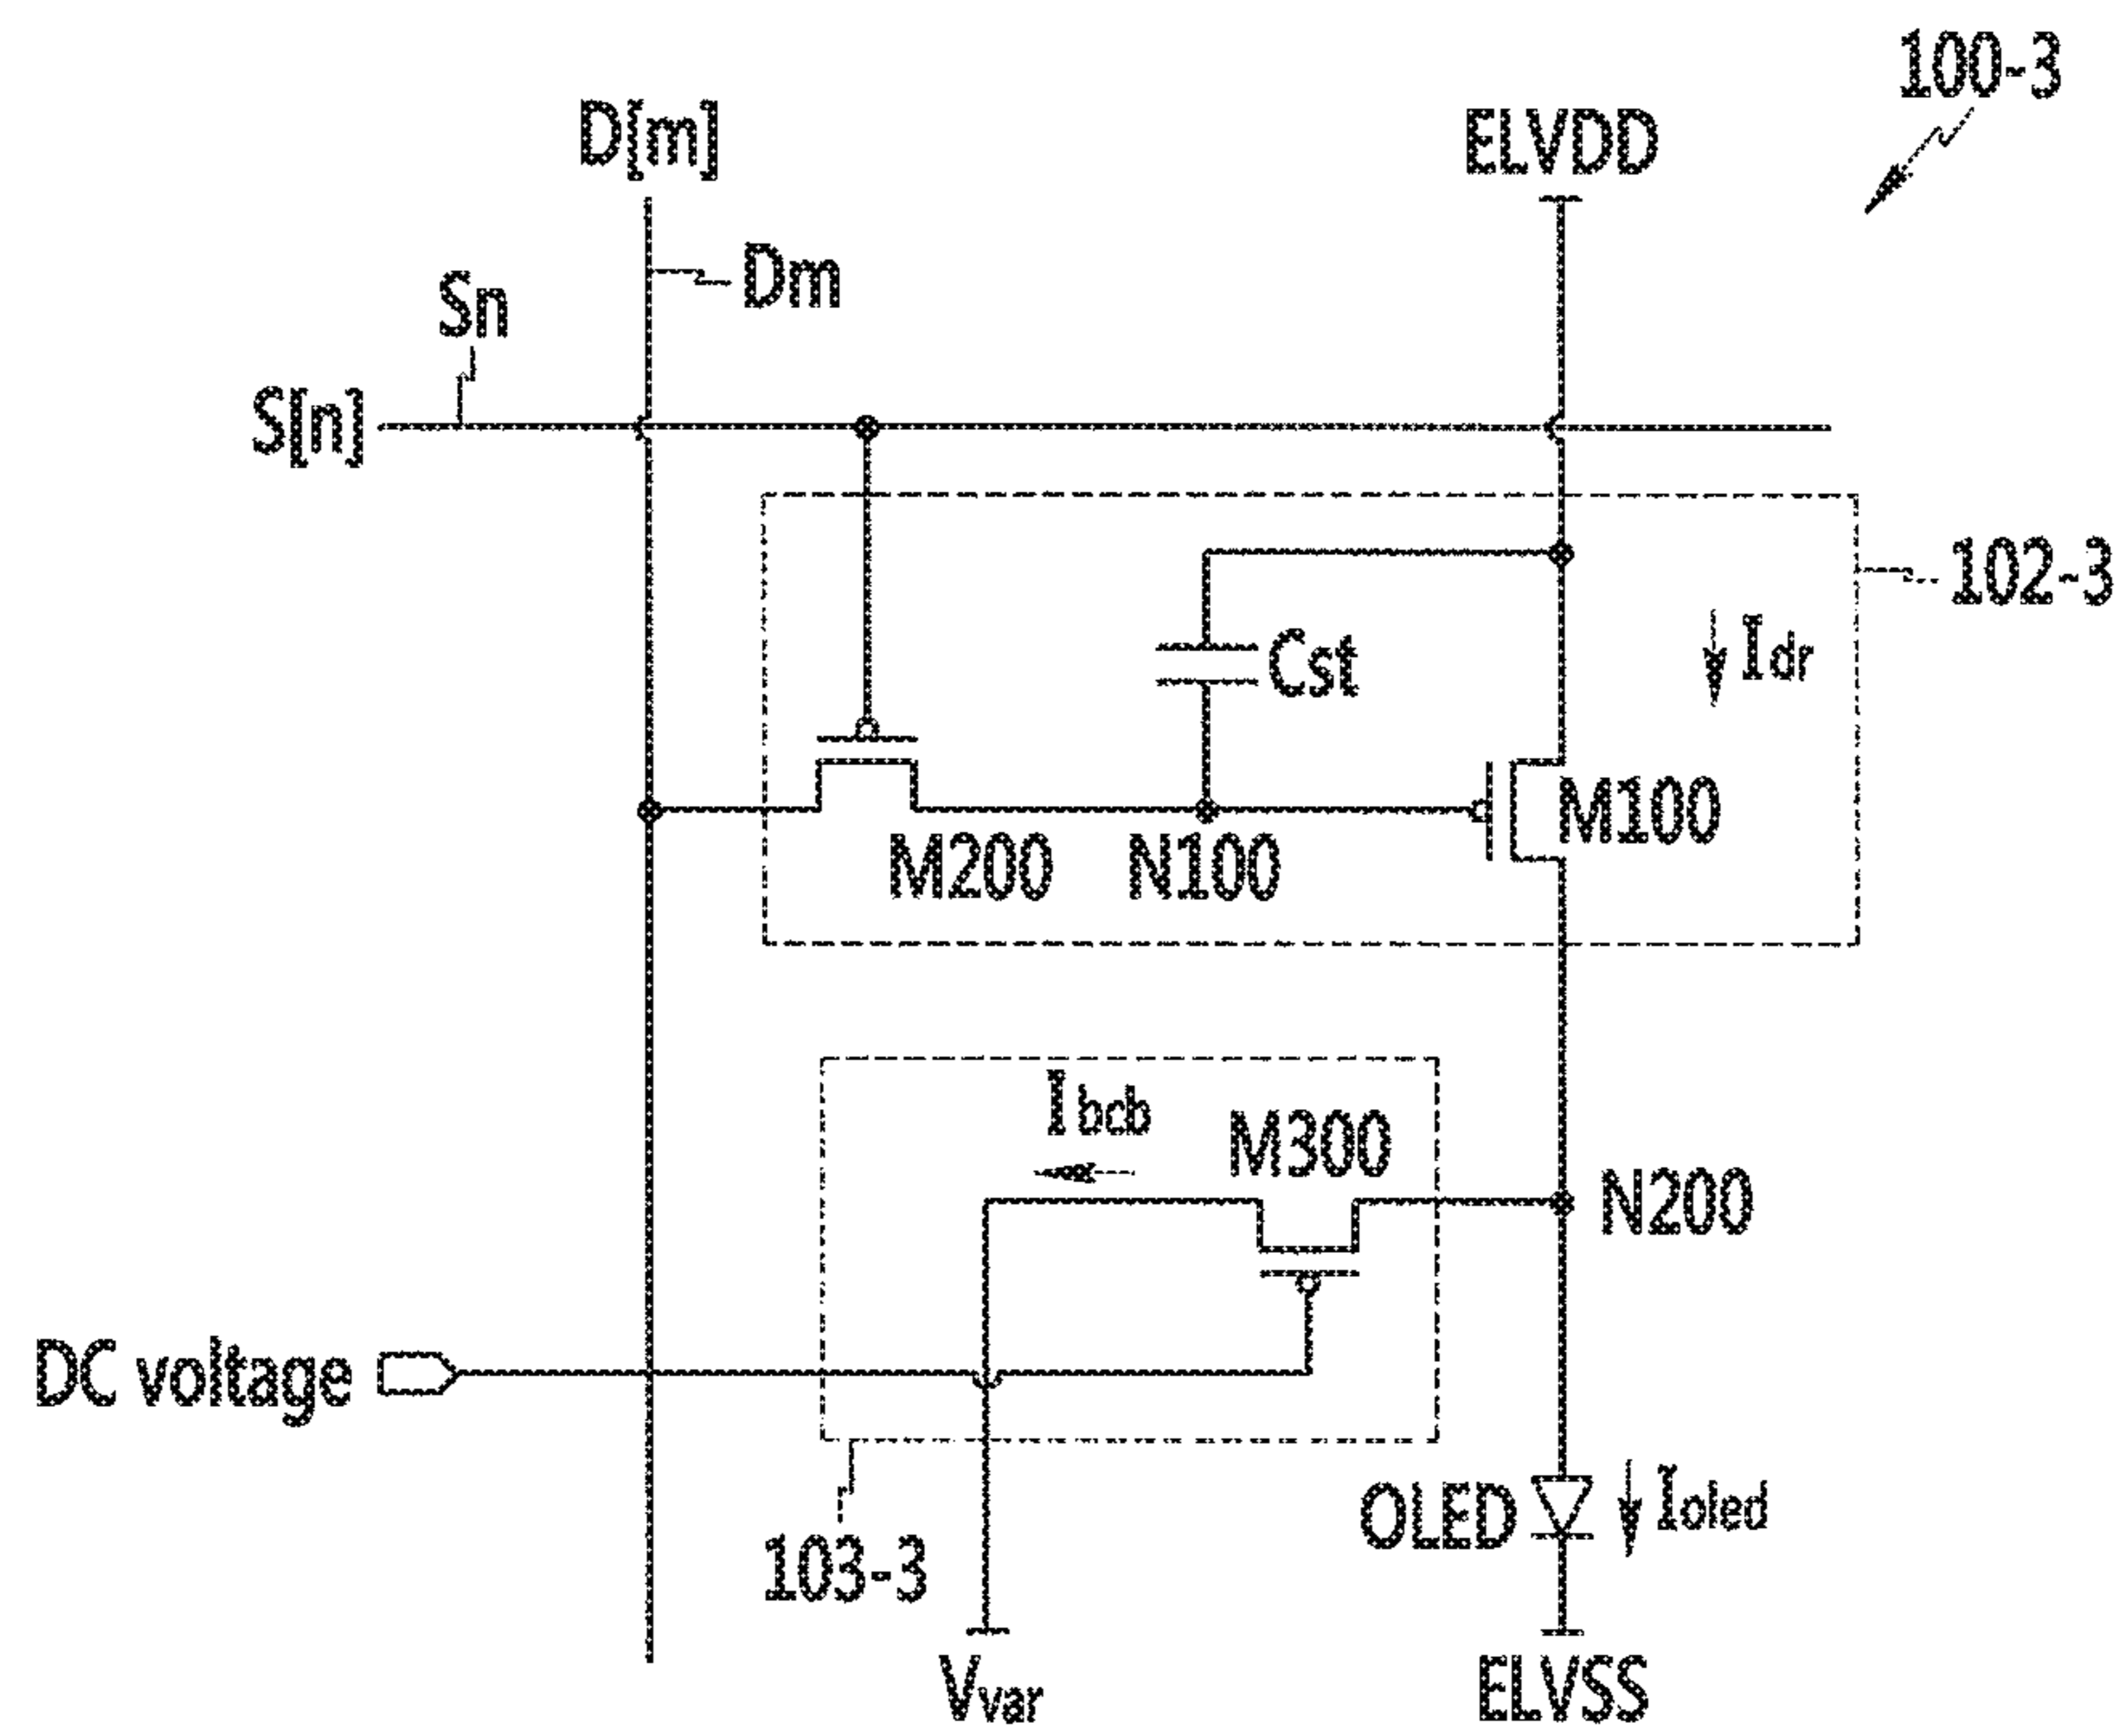 100-3
D[m]
ELVDD
Dm
Sn
S[n]
102-3
Idr
Cst
M100
M200
N100
Ibcb
M300
N200
DC voltage
OLED
Ioled
103-3
Vvar
ELVSS